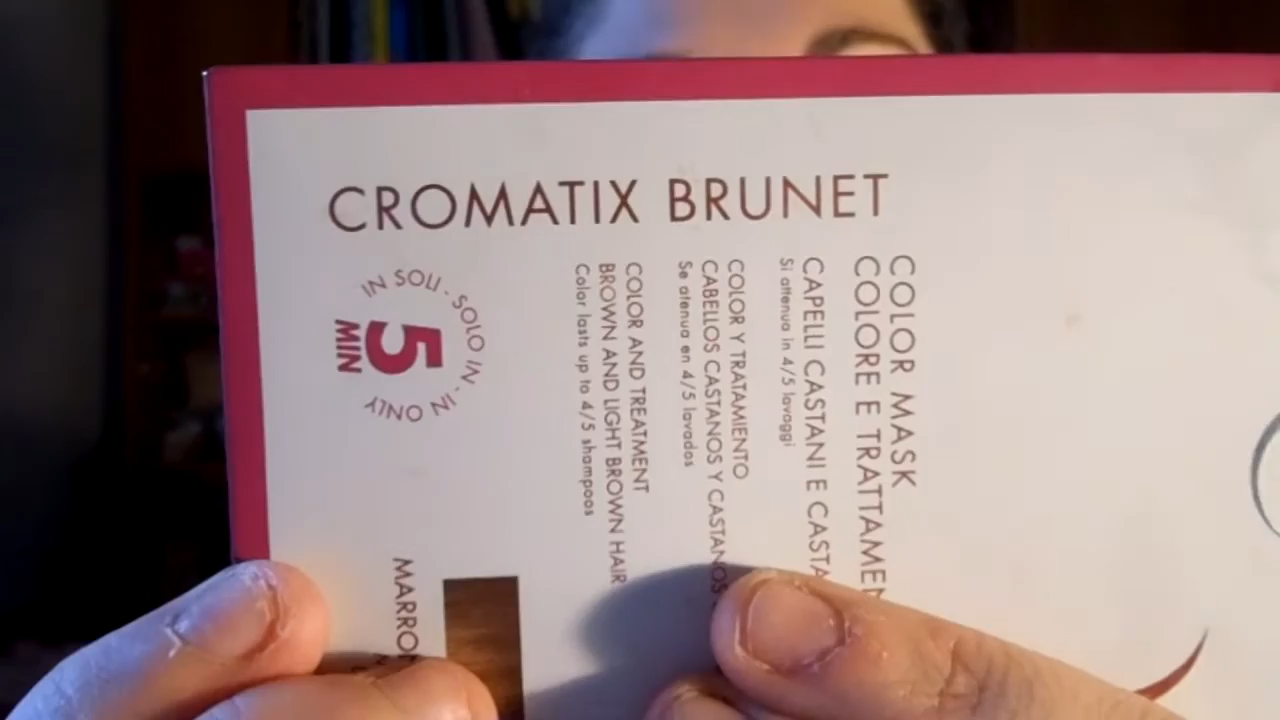 CROMATIX BRUNET
COLOR MASK
COLORE E TRATTAMEN
CAPELLI CASTANI E CASTA
Si attenua in 4/5 lavaggi
COLOR Y TRATAMIENTO
CABELLOS CASTANOS Y CASTANOS
Se atenua en 4/5 lavados
COLOR AND TREATMENT
BROWN AND LIGHT BROWN HAIR
Color lasts up to 4/5 shampoos
IN SOLI - SOLO IN - IN ONLY
5
MIN
MARRO